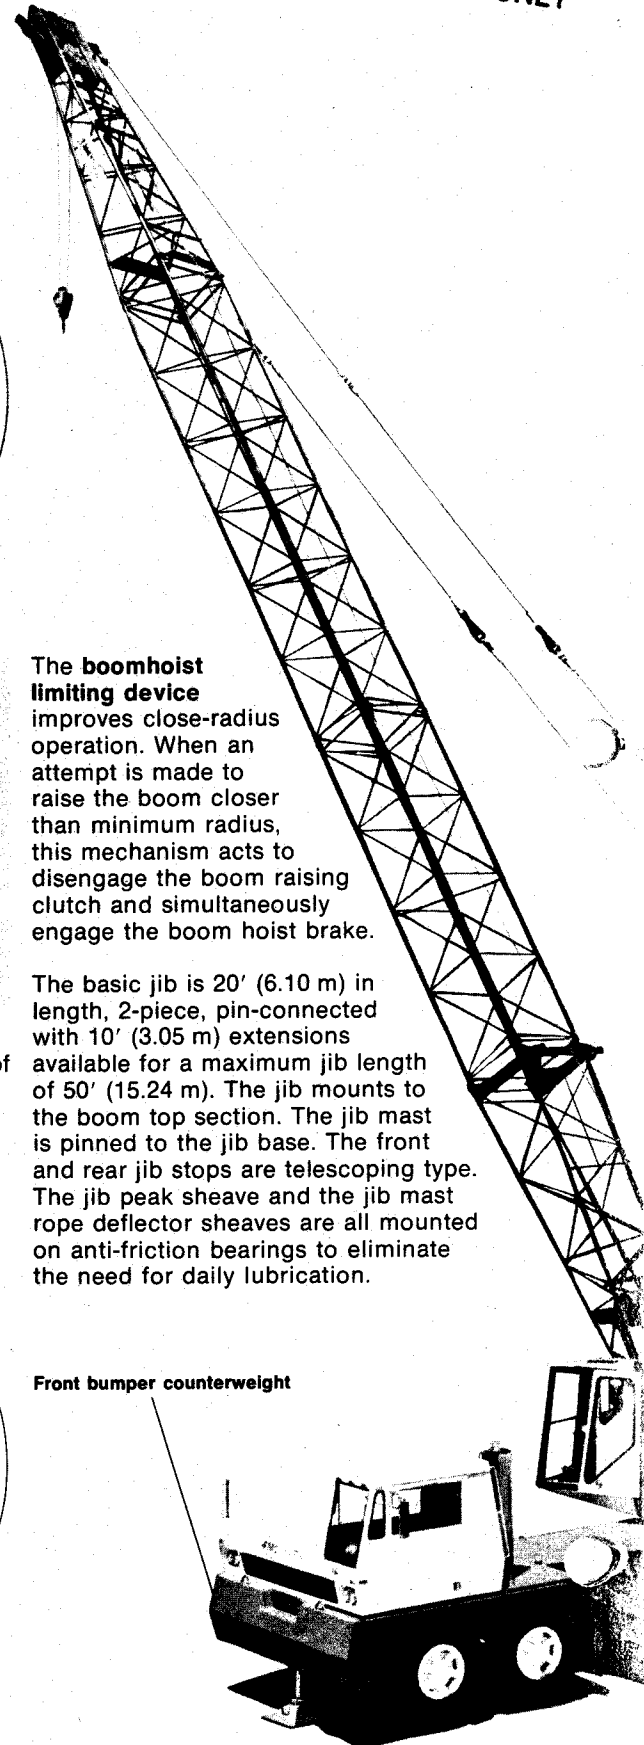 The boomhoist
limiting device
improves close-radius
operation. When an
attempt is made to
raise the boom closer
than minimum radius,
this mechanism acts to
disengage the boom raising
clutch and simultaneously
engage the boom hoist brake.
The basic jib is 20′ (6.10 m) in
length, 2-piece, pin-connected
with 10′ (3.05 m) extensions
available for a maximum jib length
of 50′ (15.24 m). The jib mounts to
the boom top section. The jib mast
is pinned to the jib base. The front
and rear jib stops are telescoping type.
The jib peak sheave and the jib mast
rope deflector sheaves are all mounted
on anti-friction bearings to eliminate
the need for daily lubrication.
Front bumper counterweight